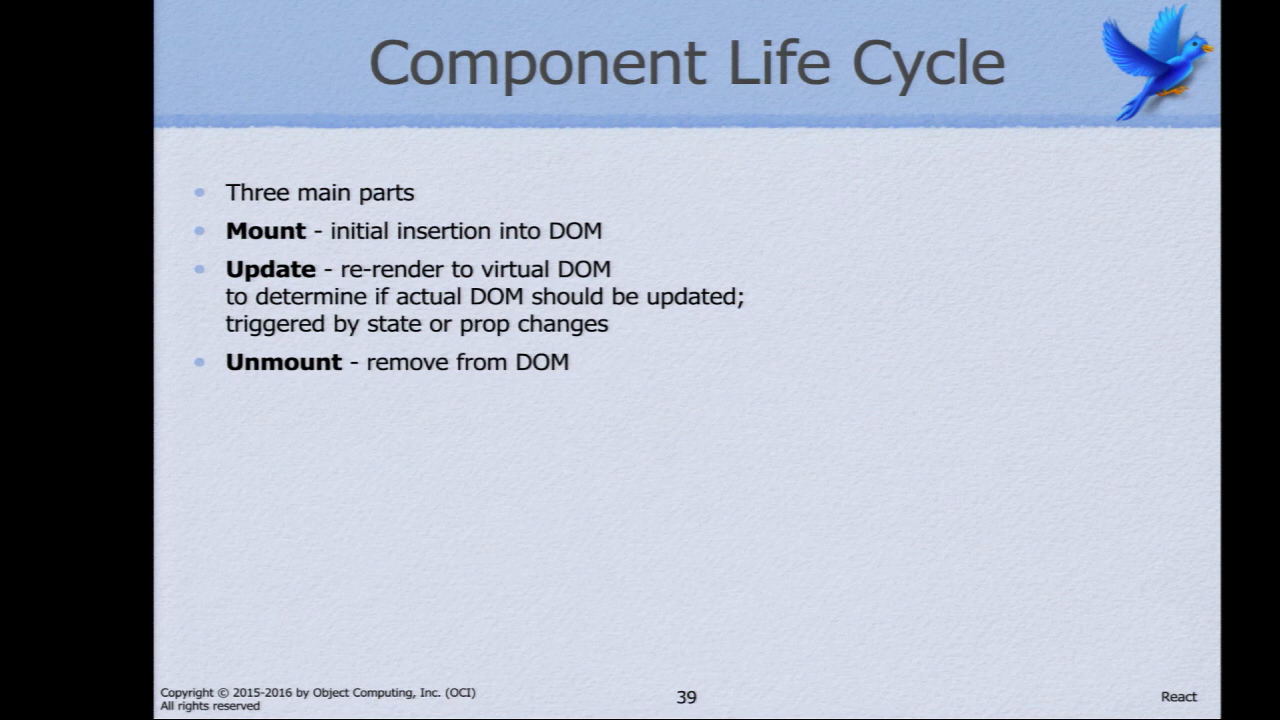 Component Life Cycle
• Three main parts
• Mount - initial insertion into DOM
• Update - re-render to virtual DOM
to determine if actual DOM should be updated;
triggered by state or prop changes
• Unmount - remove from DOM
Copyright © 2015-2016 by Object Computing, Inc. (OCI)
All rights reserved
39
React